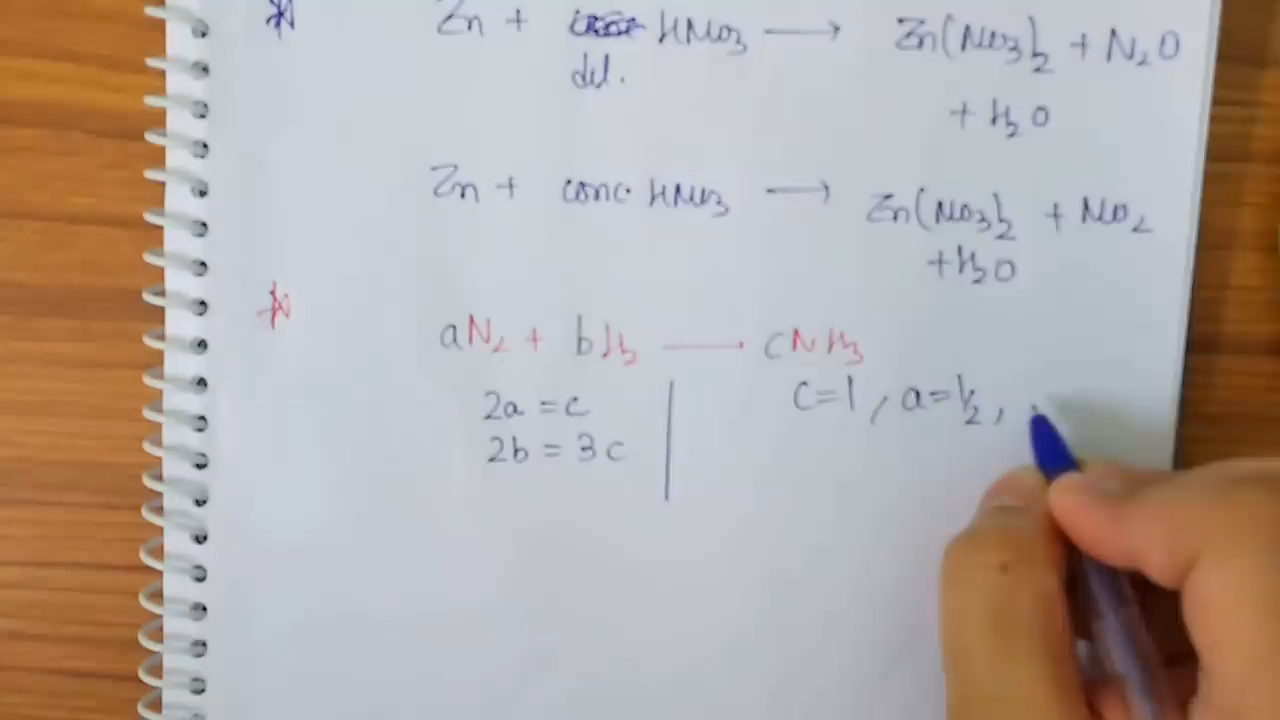 * Zn + HNO3 → Zn(NO3)2 + N2O
dil.
+ H2O
Zn + conc. HNO3 → Zn(NO3)2 + NO2
+ H2O
* aN2 + bH2 — cNH3
2a = c
2b = 3c
c=1, a=1/2,